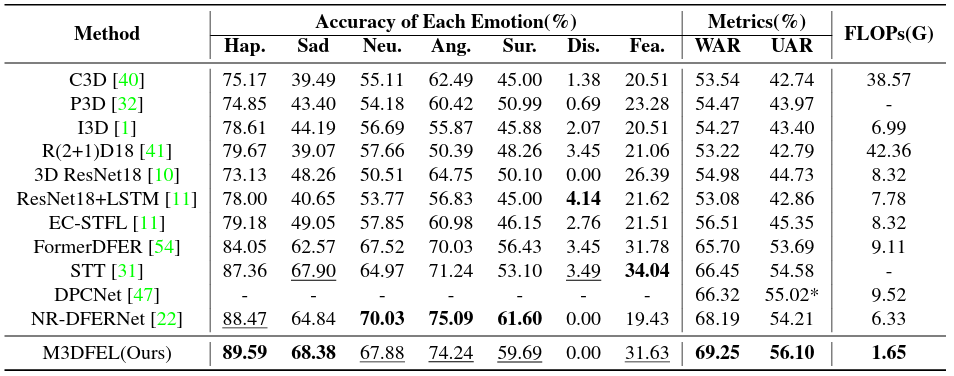 Method Accuracy of Each Emotion(%) Metrics(%) FLOPs(G)
Hap. Sad Neu. Ang. Sur. Dis. Fea. WAR UAR
C3D [40] 75.17 39.49 55.11 62.49 45.00 1.38 20.51 53.54 42.74 38.57
P3D [32] 74.85 43.40 54.18 60.42 50.99 0.69 23.28 54.47 43.97 -
I3D [1] 78.61 44.19 56.69 55.87 45.88 2.07 20.51 54.27 43.40 6.99
R(2+1)D18 [41] 79.67 39.07 57.66 50.39 48.26 3.45 21.06 53.22 42.79 42.36
3D ResNet18 [10] 73.13 48.26 50.51 64.75 50.10 0.00 26.39 54.98 44.73 8.32
ResNet18+LSTM [11] 78.00 40.65 53.77 56.83 45.00 4.14 21.62 53.08 42.86 7.78
EC-STFL [11] 79.18 49.05 57.85 60.98 46.15 2.76 21.51 56.51 45.35 8.32
FormerDFER [54] 84.05 62.57 67.52 70.03 56.43 3.45 31.78 65.70 53.69 9.11
STT [31] 87.36 67.90 64.97 71.24 53.10 3.49 34.04 66.45 54.58 -
DPCNet [47] - - - - - - - 66.32 55.02* 9.52
NR-DFERNet [22] 88.47 64.84 70.03 75.09 61.60 0.00 19.43 68.19 54.21 6.33
M3DFEL(Ours) 89.59 68.38 67.88 74.24 59.69 0.00 31.63 69.25 56.10 1.65